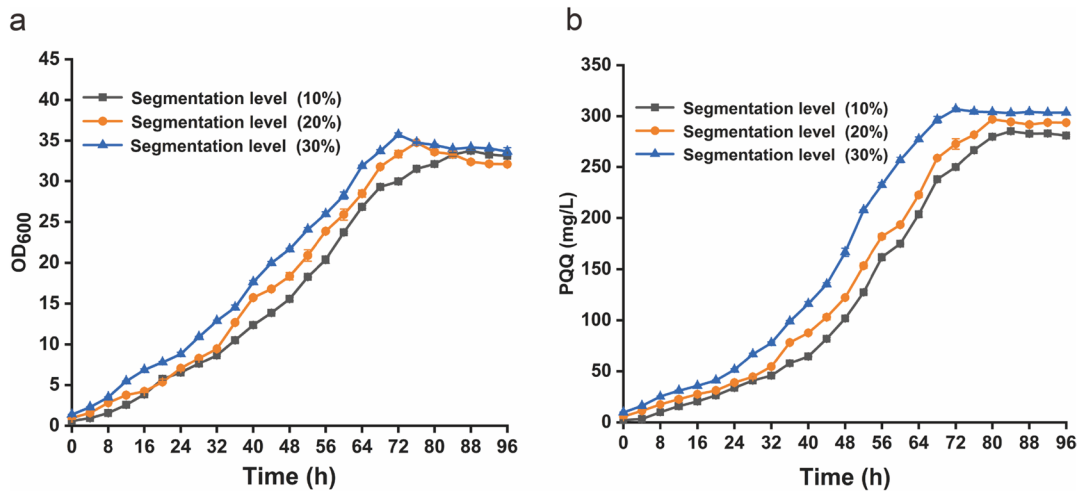 a
45
40
35
30
25
20
15
10
5
0
OD600
Segmentation level (10%)
Segmentation level (20%)
Segmentation level (30%)
0 8 16 24 32 40 48 56 64 72 80 88 96
Time (h)
b
350
300
250
200
150
100
50
0
PQQ (mg/L)
Segmentation level (10%)
Segmentation level (20%)
Segmentation level (30%)
0 8 16 24 32 40 48 56 64 72 80 88 96
Time (h)